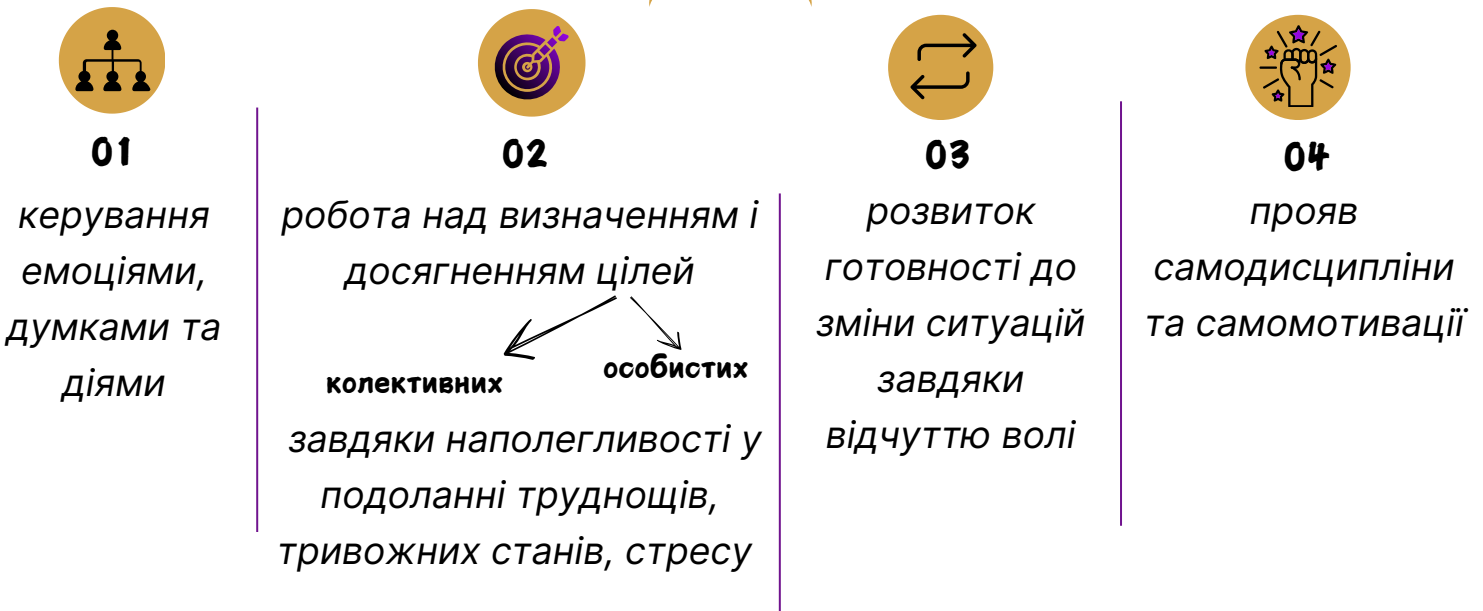 01
керування
емоціями,
думками та
діями
02
робота над визначенням і
досягненням цілей
колективних
особистих
завдяки наполегливості у
подоланні труднощів,
тривожних станів, стресу
03
розвиток
готовності до
зміни ситуацій
завдяки
відчуттю волі
04
прояв
самодисципліни
та самомотивації